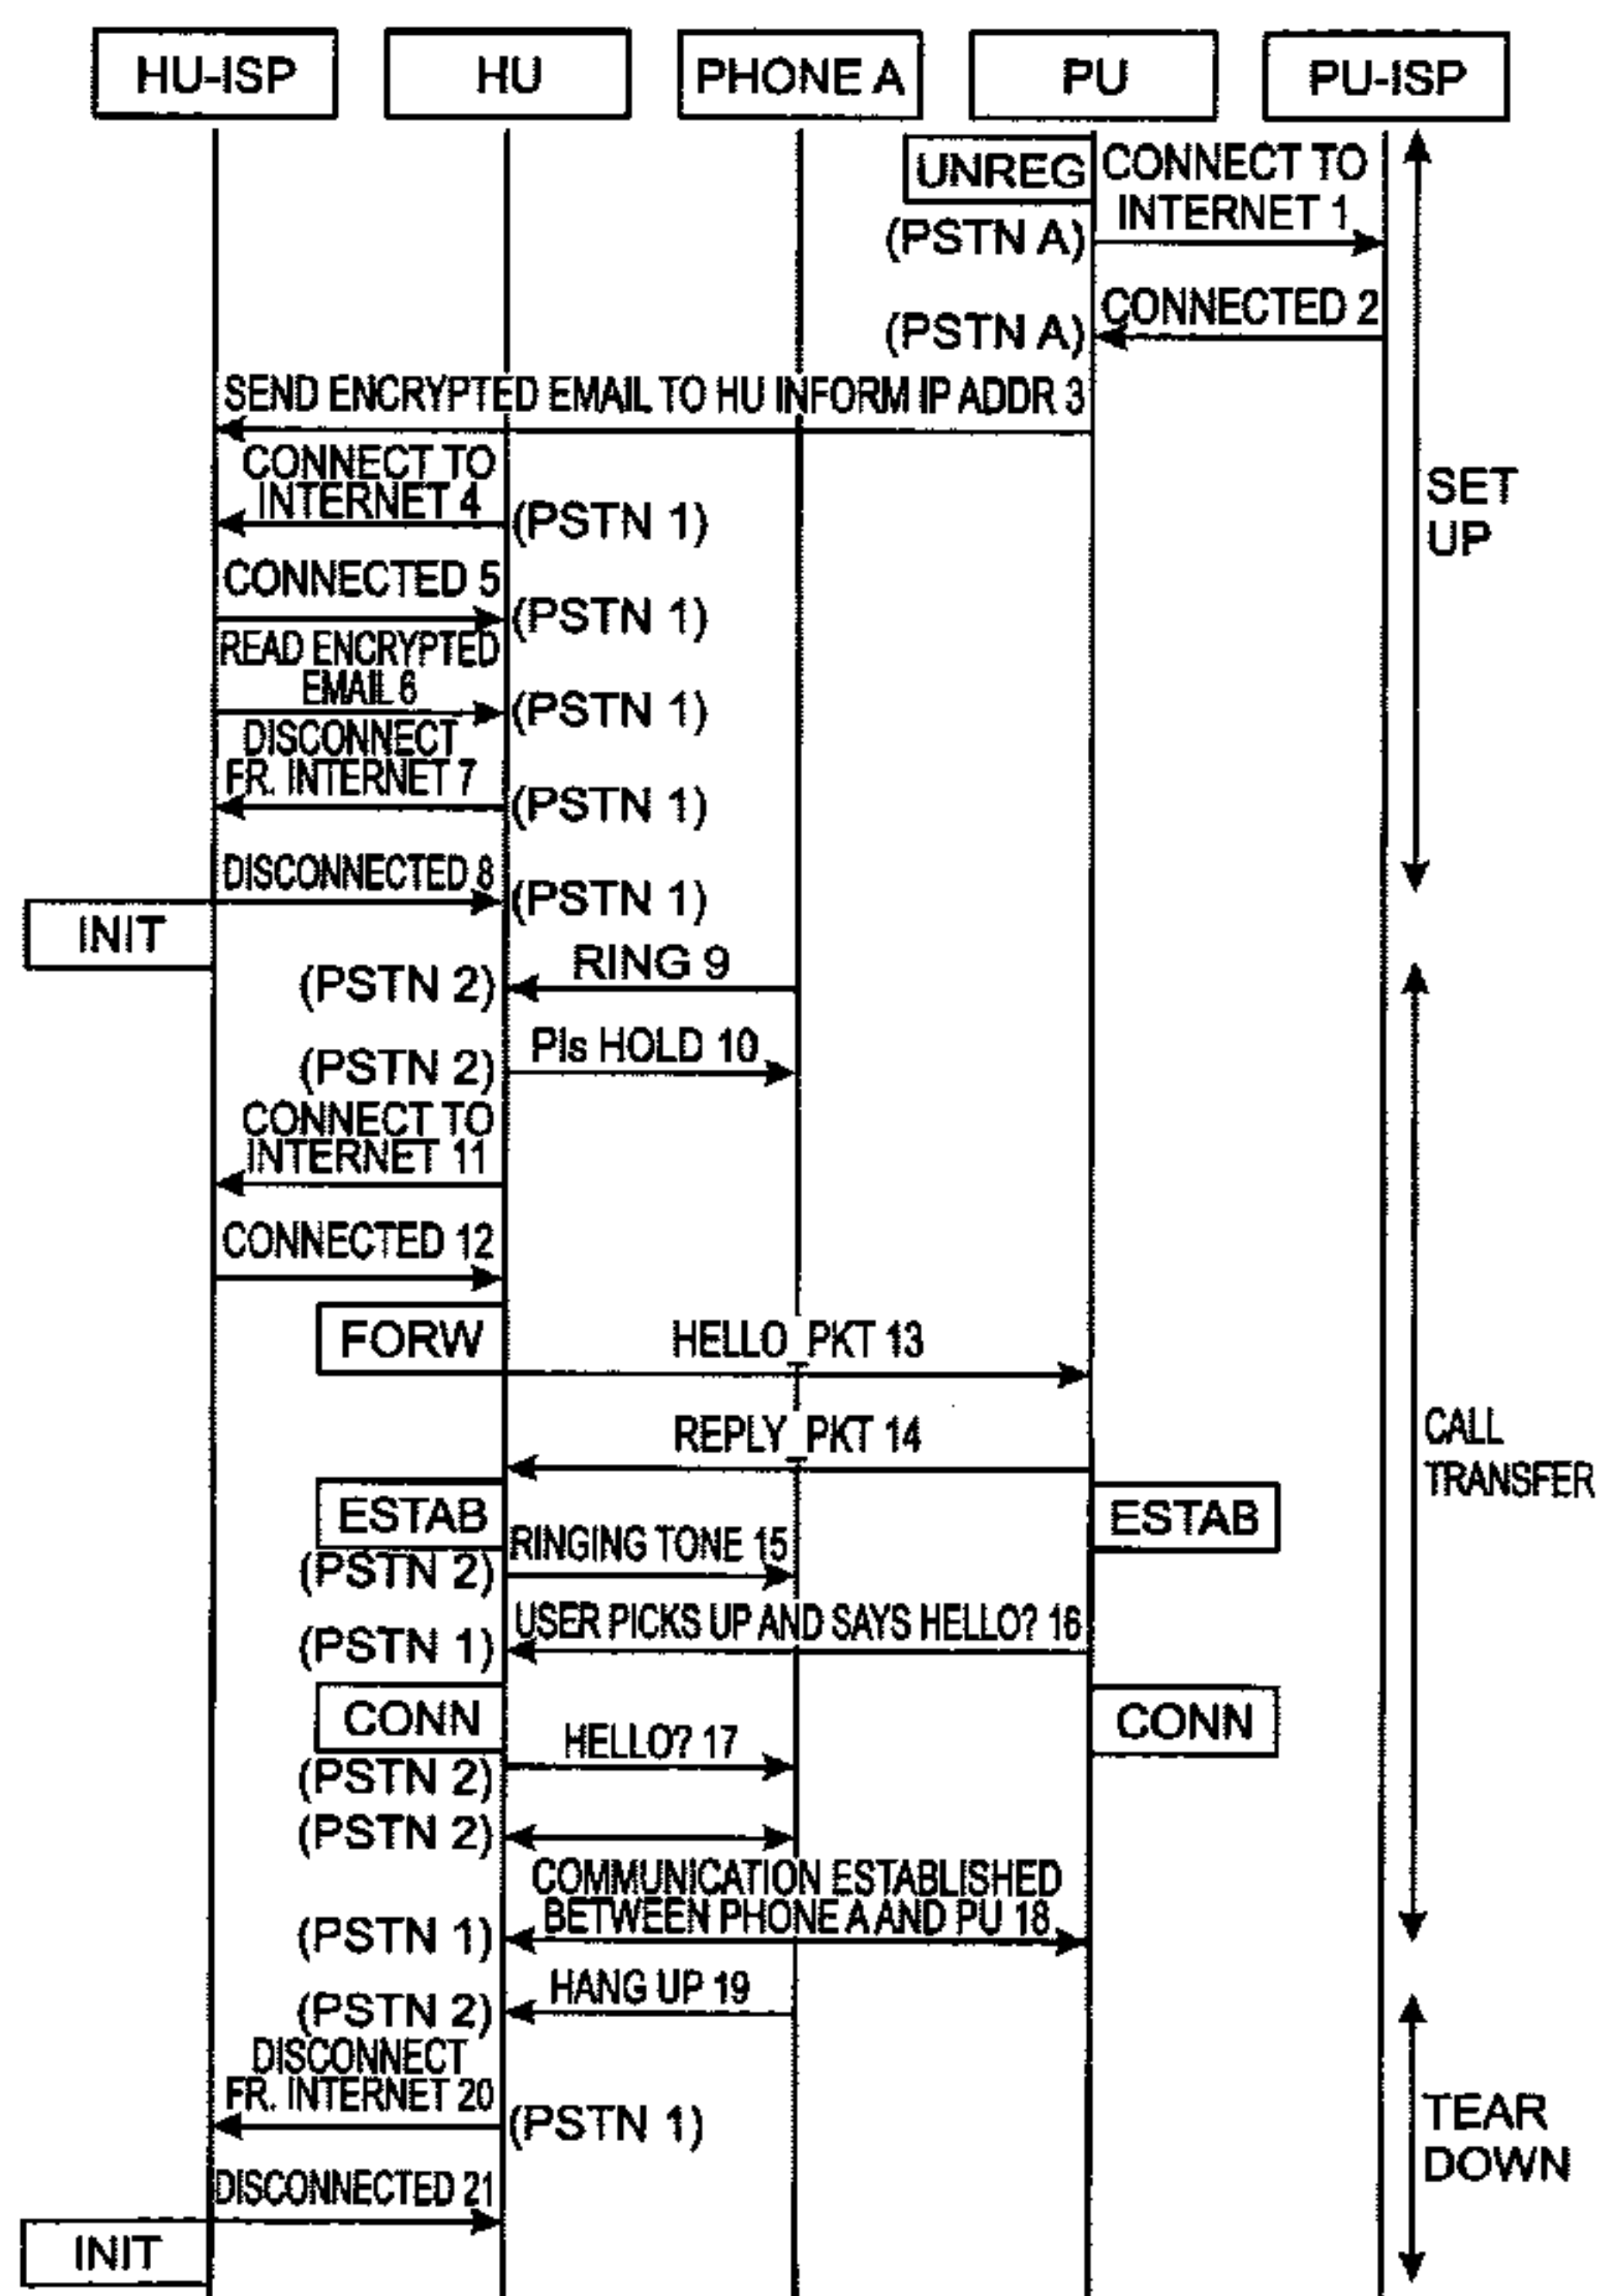 HU-ISP
HU
PHONE A
PU
PU-ISP
UNREG
CONNECT TO
INTERNET 1
(PSTN A)
CONNECTED 2
(PSTN A)
SEND ENCRYPTED EMAIL TO HU INFORM IP ADDR 3
CONNECT TO
INTERNET 4
(PSTN 1)
SET
UP
CONNECTED 5
(PSTN 1)
READ ENCRYPTED
EMAIL 6
(PSTN 1)
DISCONNECT
FR. INTERNET 7
(PSTN 1)
DISCONNECTED 8
(PSTN 1)
INIT
RING 9
(PSTN 2)
Pls HOLD 10
(PSTN 2)
CONNECT TO
INTERNET 11
CONNECTED 12
FORW
HELLO PKT 13
REPLY PKT 14
CALL
TRANSFER
ESTAB
ESTAB
RINGING TONE 15
(PSTN 2)
USER PICKS UP AND SAYS HELLO? 16
(PSTN 1)
CONN
CONN
HELLO? 17
(PSTN 2)
(PSTN 2)
COMMUNICATION ESTABLISHED
BETWEEN PHONE A AND PU 18
(PSTN 1)
HANG UP 19
(PSTN 2)
DISCONNECT
FR. INTERNET 20
(PSTN 1)
TEAR
DOWN
DISCONNECTED 21
INIT